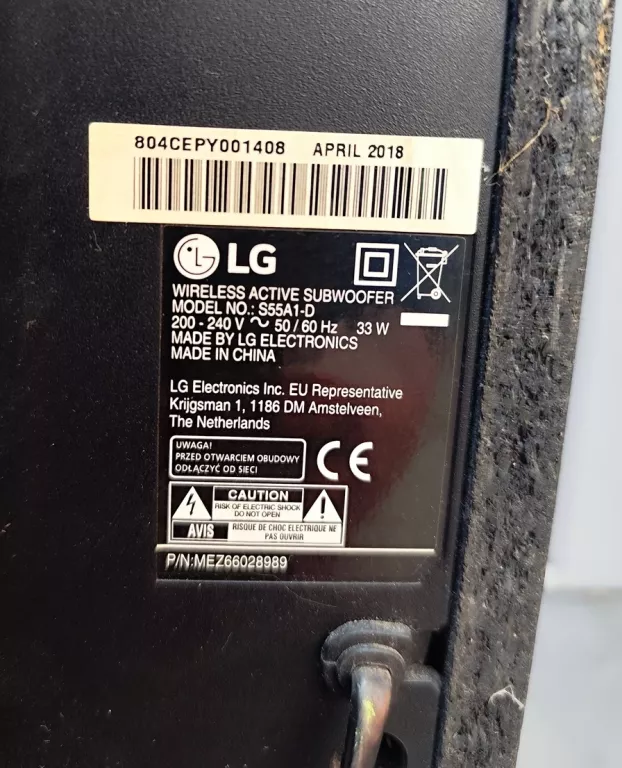 804CEPY001408 APRIL 2018
LG
WIRELESS ACTIVE SUBWOOFER
MODEL NO.: S55A1-D
200 - 240 V ~ 50 / 60 Hz 33 W
MADE BY LG ELECTRONICS
MADE IN CHINA
LG Electronics Inc. EU Representative
Krijgsman 1, 1186 DM Amstelveen,
The Netherlands
UWAGA!
PRZED OTWARCIEM OBUDOWY
ODŁĄCZYĆ OD SIECI
CE
CAUTION
RISK OF ELECTRIC SHOCK
DO NOT OPEN
AVIS
RISQUE DE CHOC ELECTRIQUE NE
PAS OUVRIR
P/N:MEZ66028989